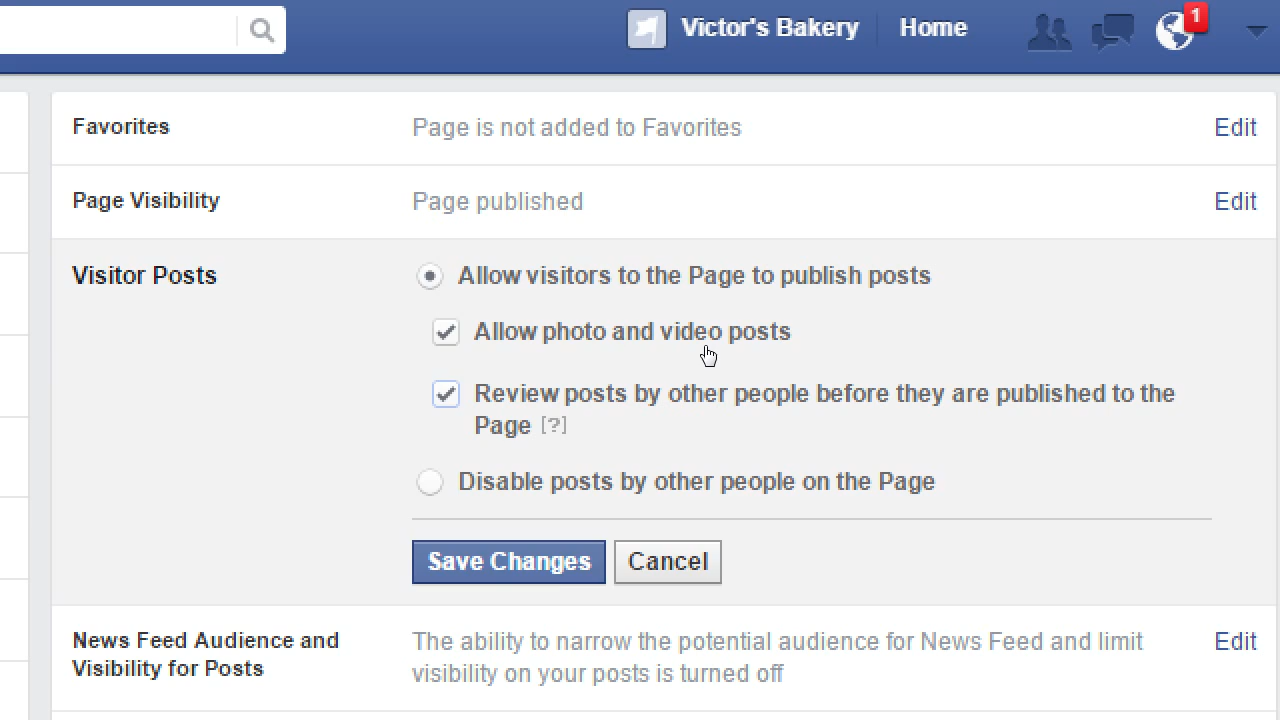 Victor's Bakery Home 1
Favorites Page is not added to Favorites Edit
Page Visibility Page published Edit
Visitor Posts Allow visitors to the Page to publish posts
Allow photo and video posts
Review posts by other people before they are published to the
Page [?]
Disable posts by other people on the Page
Save Changes Cancel
News Feed Audience and The ability to narrow the potential audience for News Feed and limit Edit
Visibility for Posts visibility on your posts is turned off